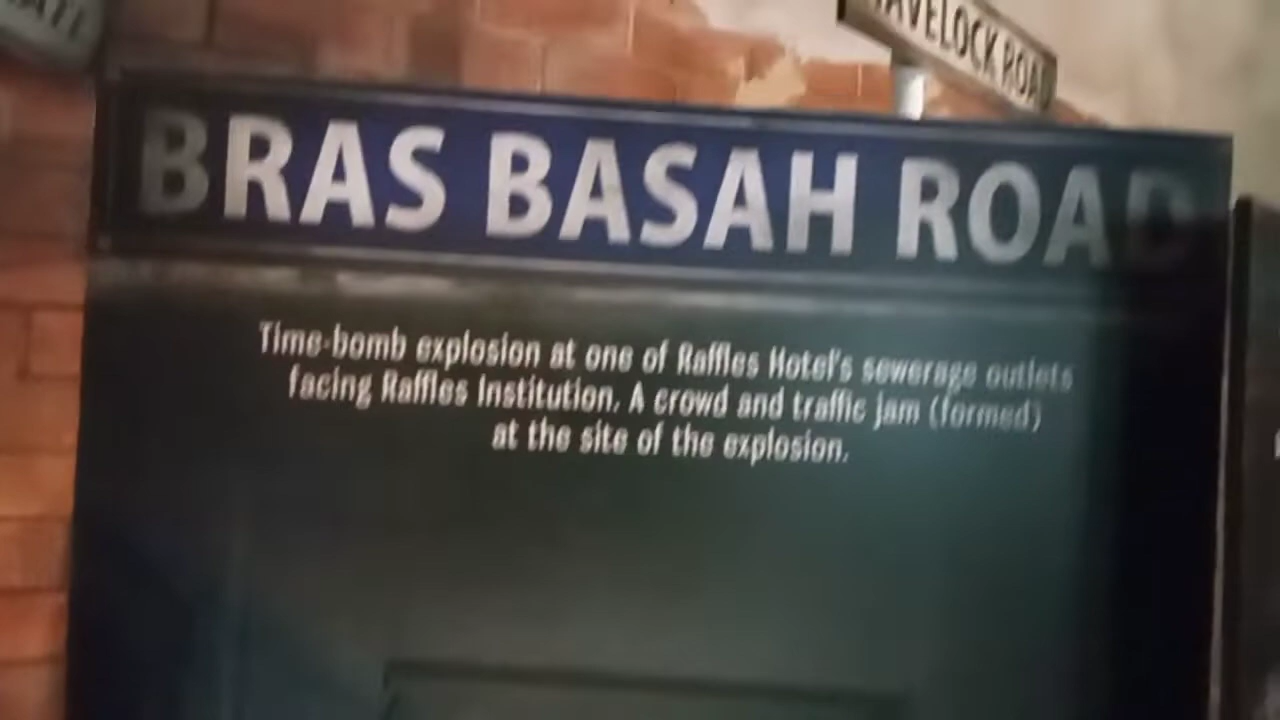 BRAS BASAH ROAD
Time-bomb explosion at one of Raffles Hotel's sewerage outlets
facing Raffles Institution. A crowd and traffic jam (formed)
at the site of the explosion.
AVELOCK ROA